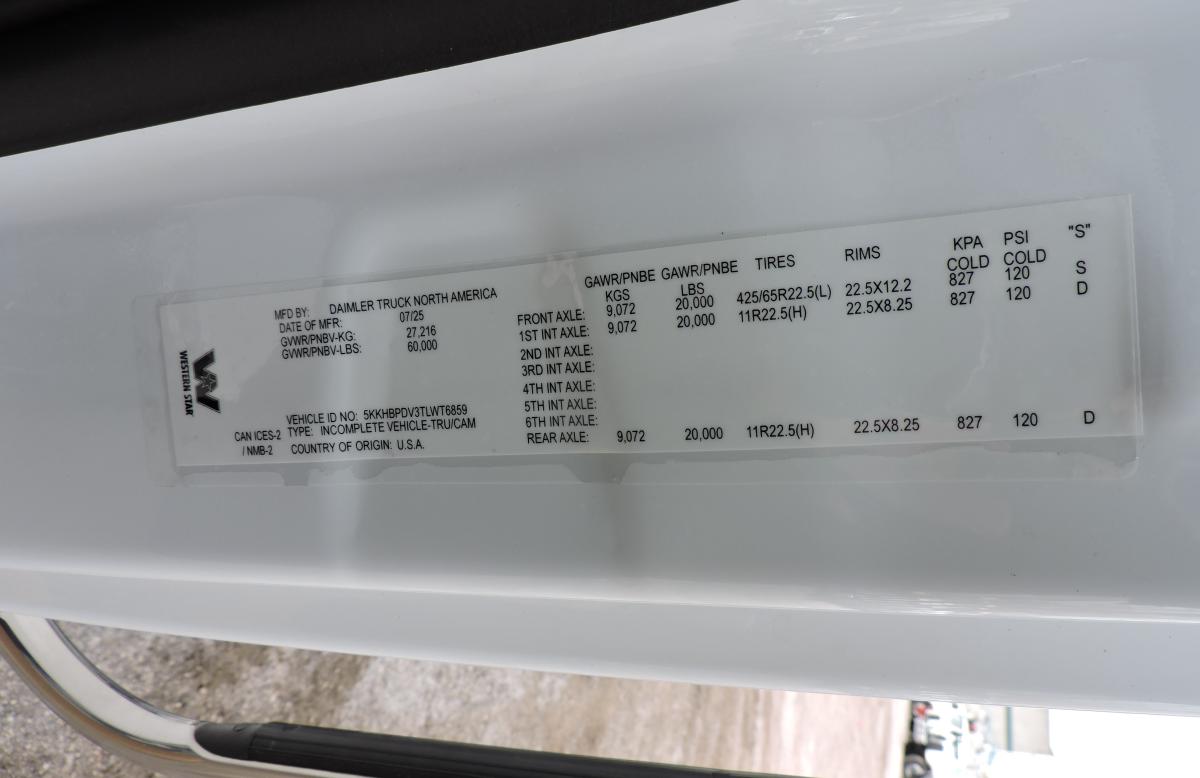 WESTERN STAR
MFD BY: DAIMLER TRUCK NORTH AMERICA
DATE OF MFR: 07/25
GVWR/PNBV-KG: 27,216
GVWR/PNBV-LBS: 60,000
VEHICLE ID NO: 5KKHBPDV3TLWT6859
CAN ICES-2 TYPE: INCOMPLETE VEHICLE-TRU/CAM
/ NMB-2 COUNTRY OF ORIGIN: U.S.A.
GAWR/PNBE GAWR/PNBE TIRES RIMS KPA PSI "S"
KGS LBS COLD COLD
FRONT AXLE: 9,072 20,000 425/65R22.5(L) 22.5X12.2 827 120 S
1ST INT AXLE: 9,072 20,000 11R22.5(H) 22.5X8.25 827 120 D
2ND INT AXLE:
3RD INT AXLE:
4TH INT AXLE:
5TH INT AXLE:
6TH INT AXLE:
REAR AXLE: 9,072 20,000 11R22.5(H) 22.5X8.25 827 120 D